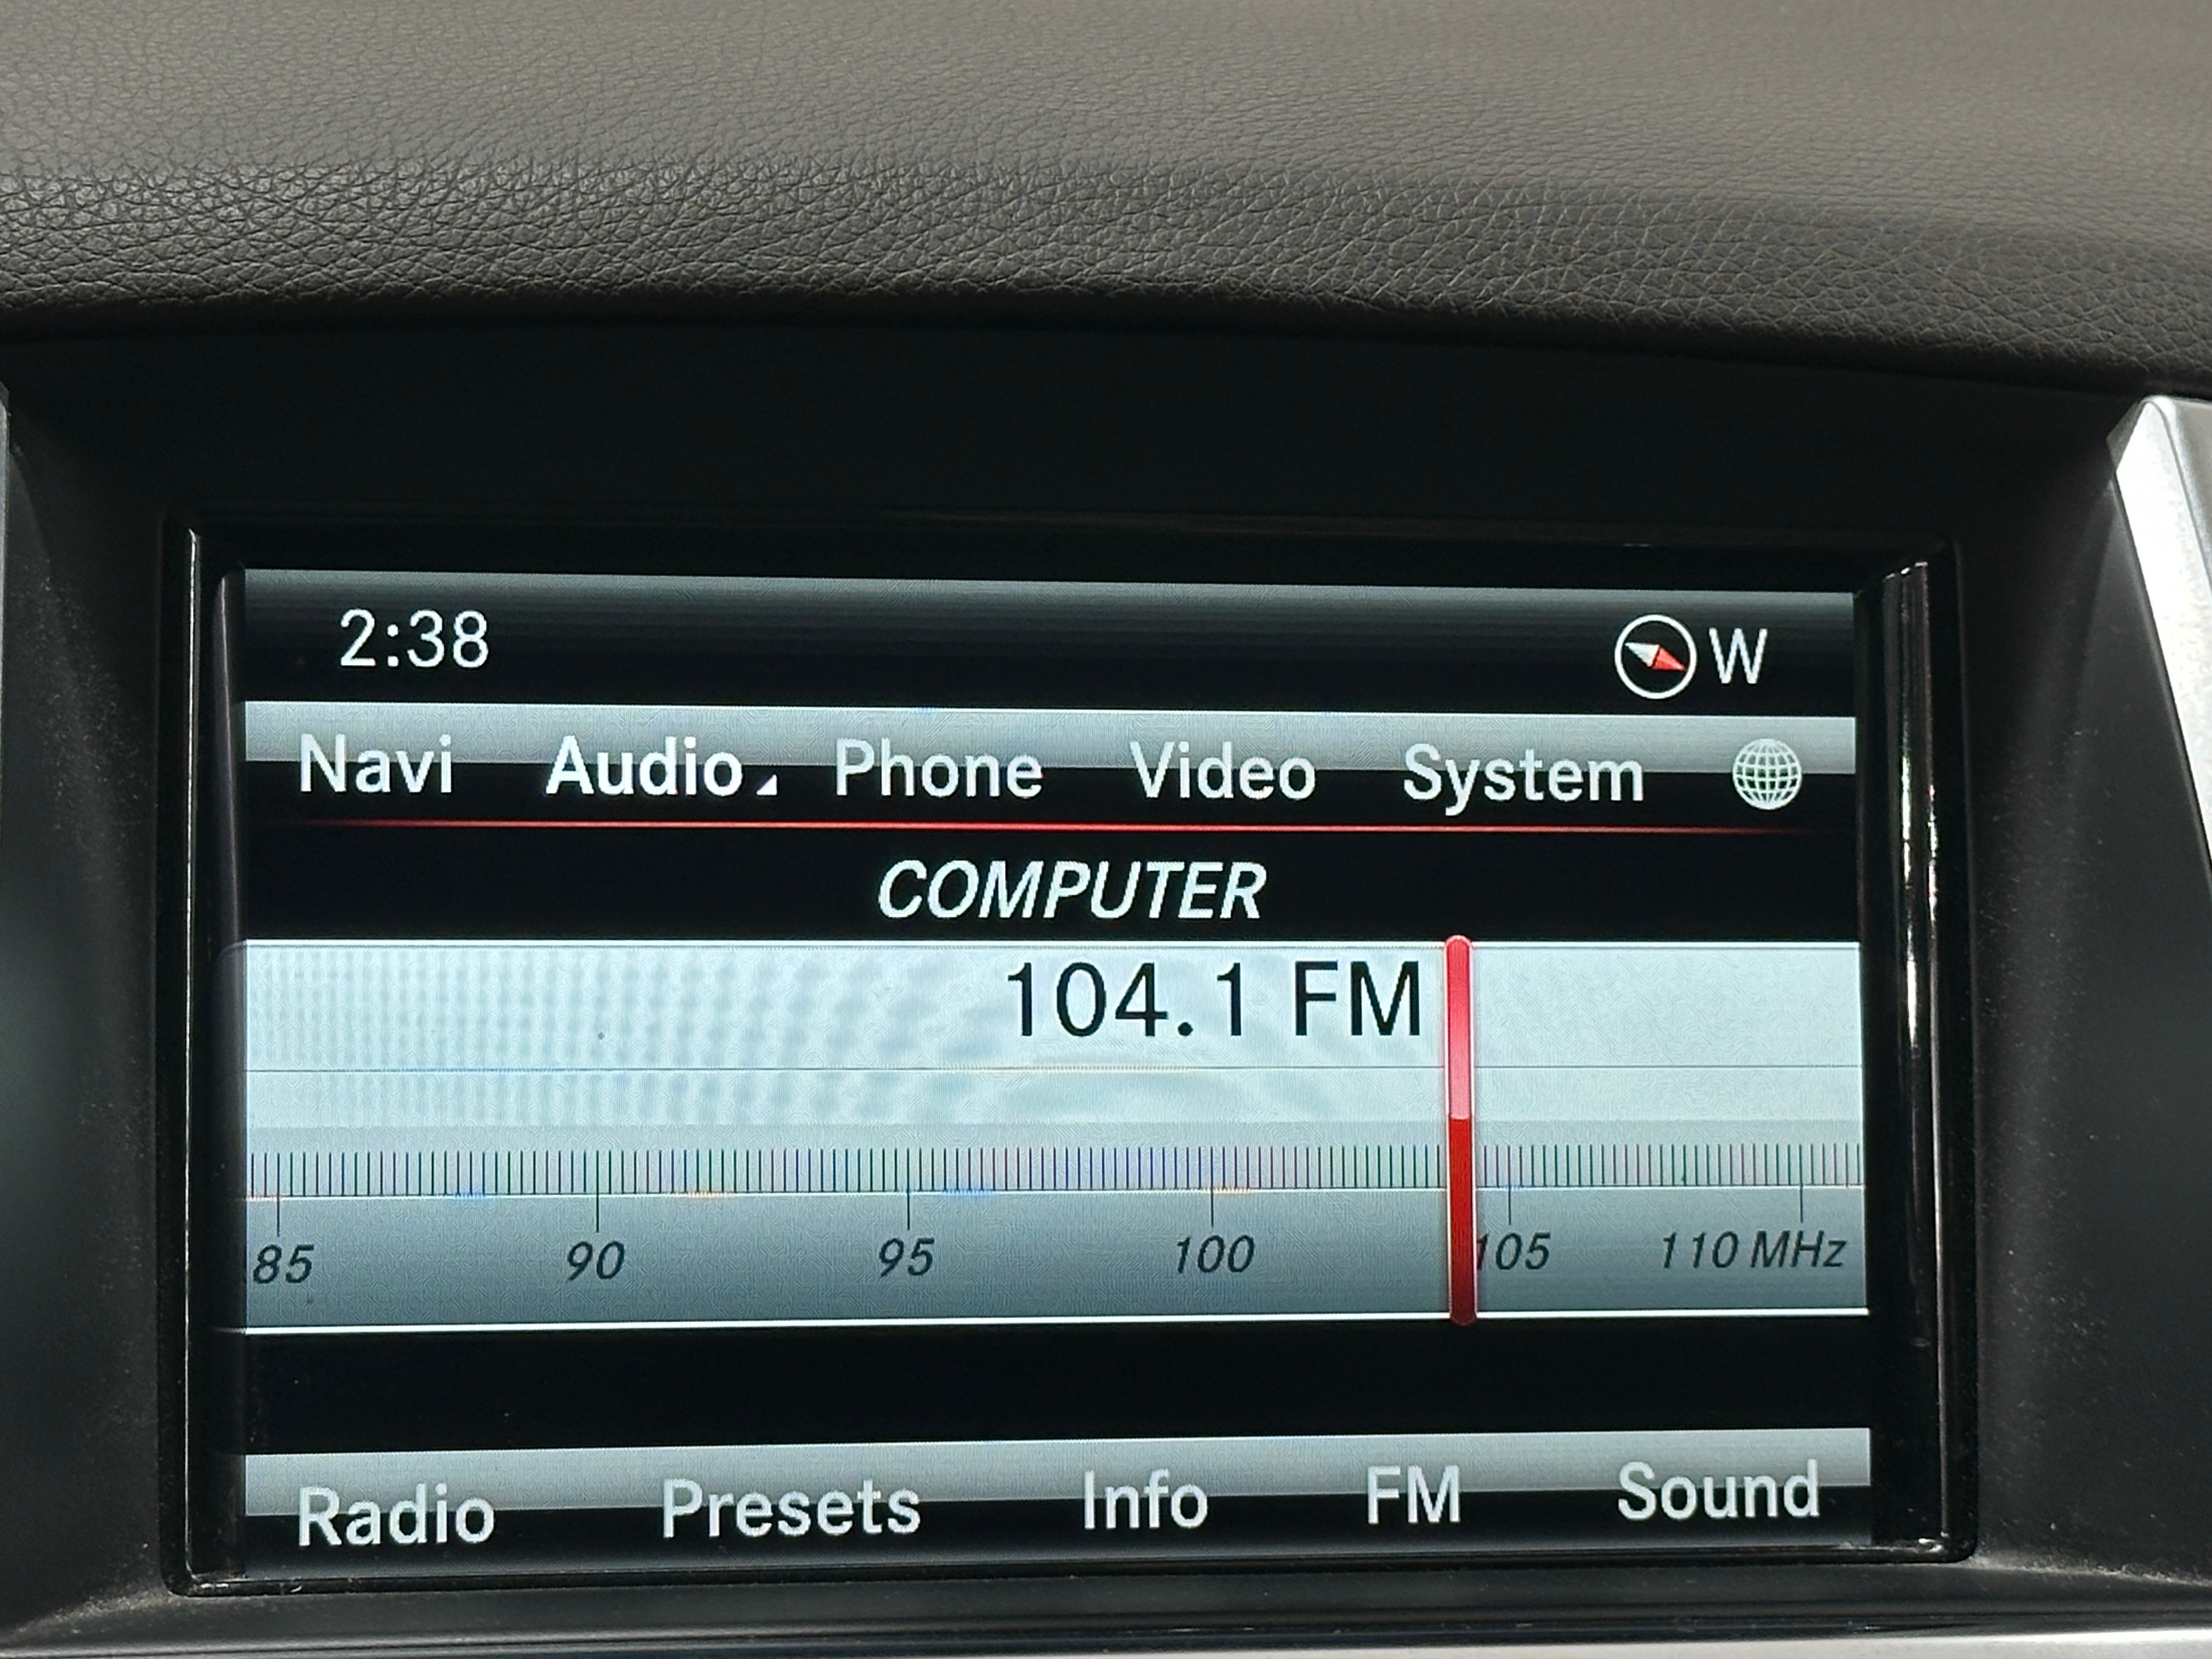 2:38 W
Navi Audio Phone Video System
COMPUTER
104.1 FM
85 90 95 100 105 110 MHz
Radio Presets Info FM Sound